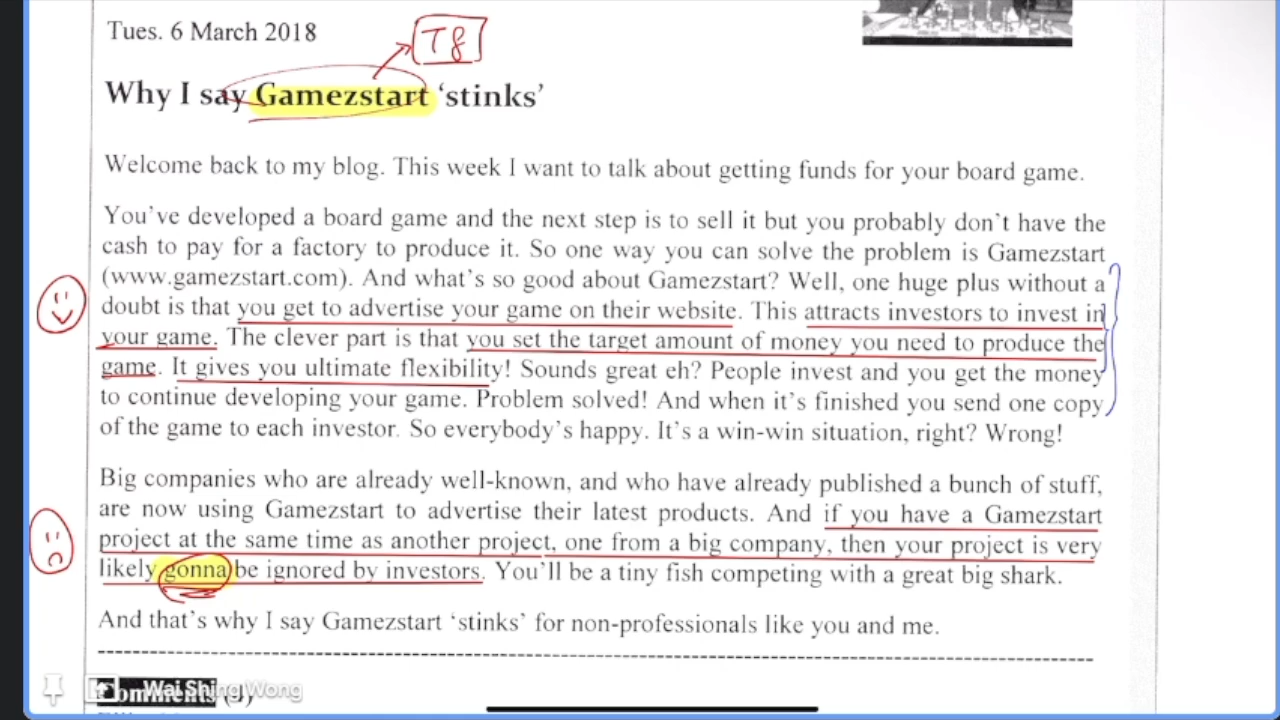 Tues. 6 March 2018
T8
Why I say Gamezstart ‘stinks’
Welcome back to my blog. This week I want to talk about getting funds for your board game.
You’ve developed a board game and the next step is to sell it but you probably don’t have the
cash to pay for a factory to produce it. So one way you can solve the problem is Gamezstart
(www.gamezstart.com). And what’s so good about Gamezstart? Well, one huge plus without a
doubt is that you get to advertise your game on their website. This attracts investors to invest in
your game. The clever part is that you set the target amount of money you need to produce the
game. It gives you ultimate flexibility! Sounds great eh? People invest and you get the money
to continue developing your game. Problem solved! And when it’s finished you send one copy
of the game to each investor. So everybody’s happy. It’s a win-win situation, right? Wrong!
Big companies who are already well-known, and who have already published a bunch of stuff,
are now using Gamezstart to advertise their latest products. And if you have a Gamezstart
project at the same time as another project, one from a big company, then your project is very
likely gonna be ignored by investors. You’ll be a tiny fish competing with a great big shark.
And that’s why I say Gamezstart ‘stinks’ for non-professionals like you and me.
Wai Shing Wong